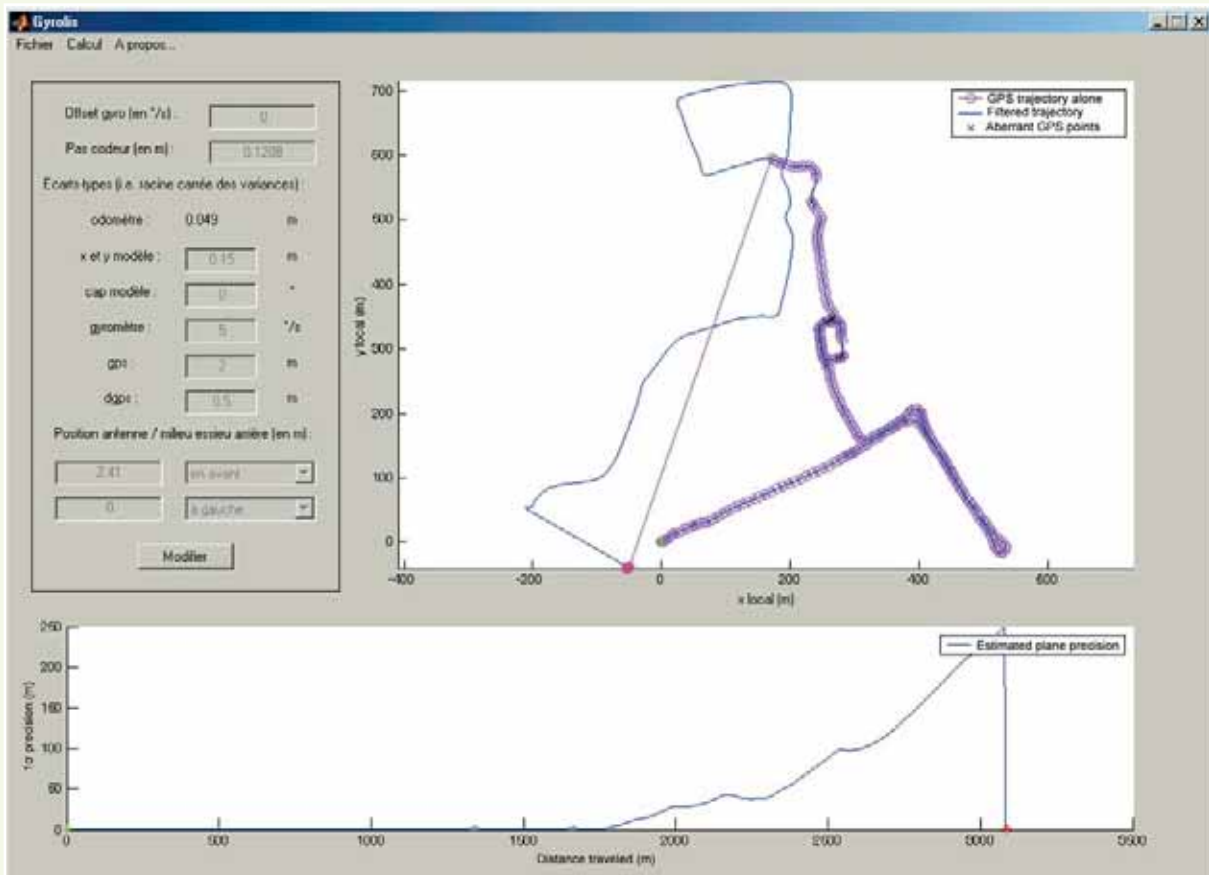 Gyrolis
Fichier Calcul A propos...
Offset gyro (en °/s) : 0
Pas codeur (en m) : 0.1208
Ecarts-types (i.e. racine carrée des variances) :
odomètre : 0.049 m
x et y modèle : 0.15 m
cap modèle : 0 °
gyromètre : 5 °/s
gps : 2 m
dgps : 0.5 m
Position antenne / milieu essieu arrière (en m) :
2.41 en avant
0 à gauche
Modifier
GPS trajectory alone
Filtered trajectory
Aberrant GPS points
700
600
500
400
300
200
100
0
y local (m)
-400 -200 0 200 400 600
x local (m)
Estimated plane precision
250
200
150
100
50
0
1σ precision (m)
0 500 1000 1500 2000 2500 3000 3500
Distance traveled (m)